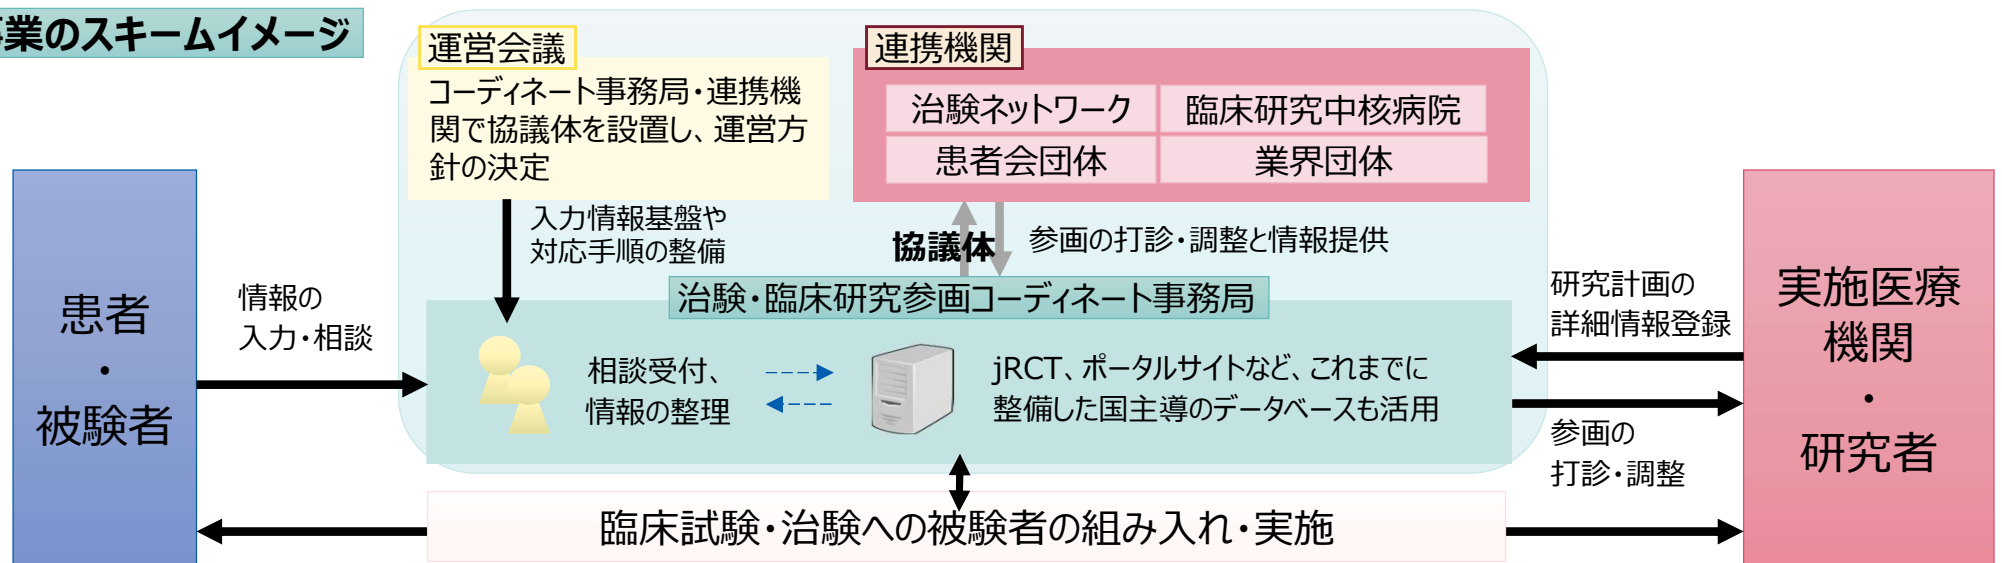 業のスキームイメージ
運営会議
コーディネート事務局・連携機
関で協議体を設置し、運営方
針の決定
連携機関
治験ネットワーク
臨床研究中核病院
患者会団体
業界団体
入力情報基盤や
対応手順の整備
協議体
参画の打診・調整と情報提供
患者
・
被験者
情報の
入力・相談
治験・臨床研究参画コーディネート事務局
相談受付、
情報の整理
jRCT、ポータルサイトなど、これまでに
整備した国主導のデータベースも活用
研究計画の
詳細情報登録
参画の
打診・調整
実施医療
機関
・
研究者
臨床試験・治験への被験者の組み入れ・実施